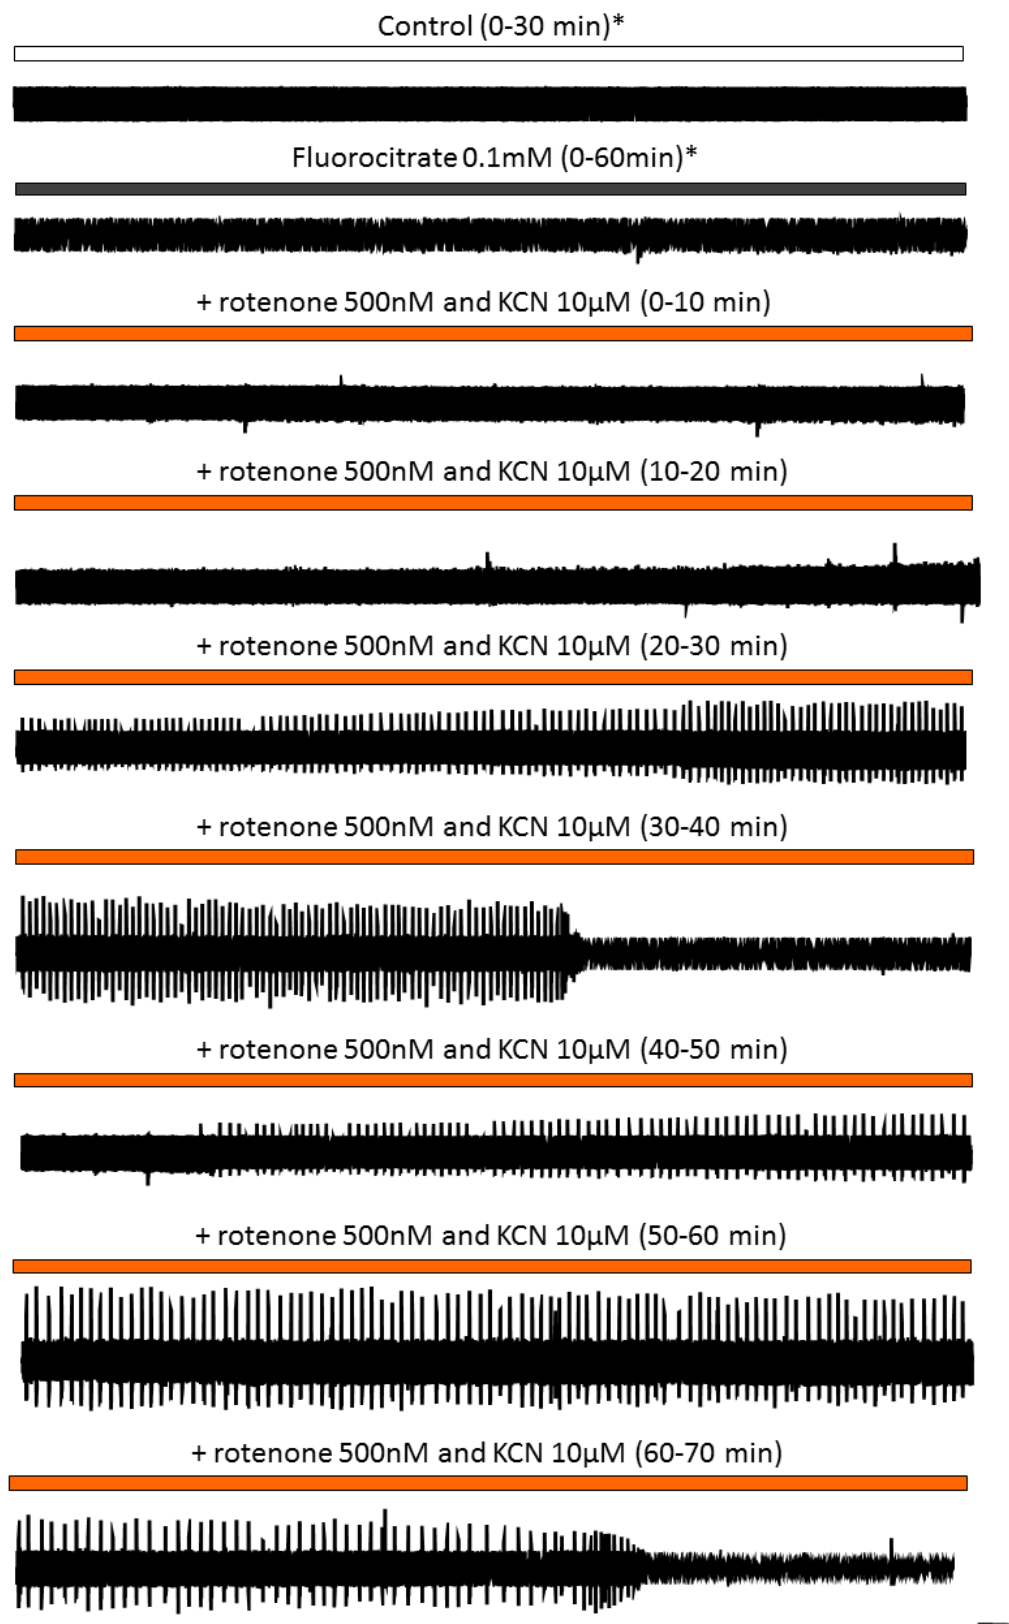 Control (0-30 min)*
Fluorocitrate 0.1mM (0-60min)*
+ rotenone 500nM and KCN 10µM (0-10 min)
+ rotenone 500nM and KCN 10µM (10-20 min)
+ rotenone 500nM and KCN 10µM (20-30 min)
+ rotenone 500nM and KCN 10µM (30-40 min)
+ rotenone 500nM and KCN 10µM (40-50 min)
+ rotenone 500nM and KCN 10µM (50-60 min)
+ rotenone 500nM and KCN 10µM (60-70 min)